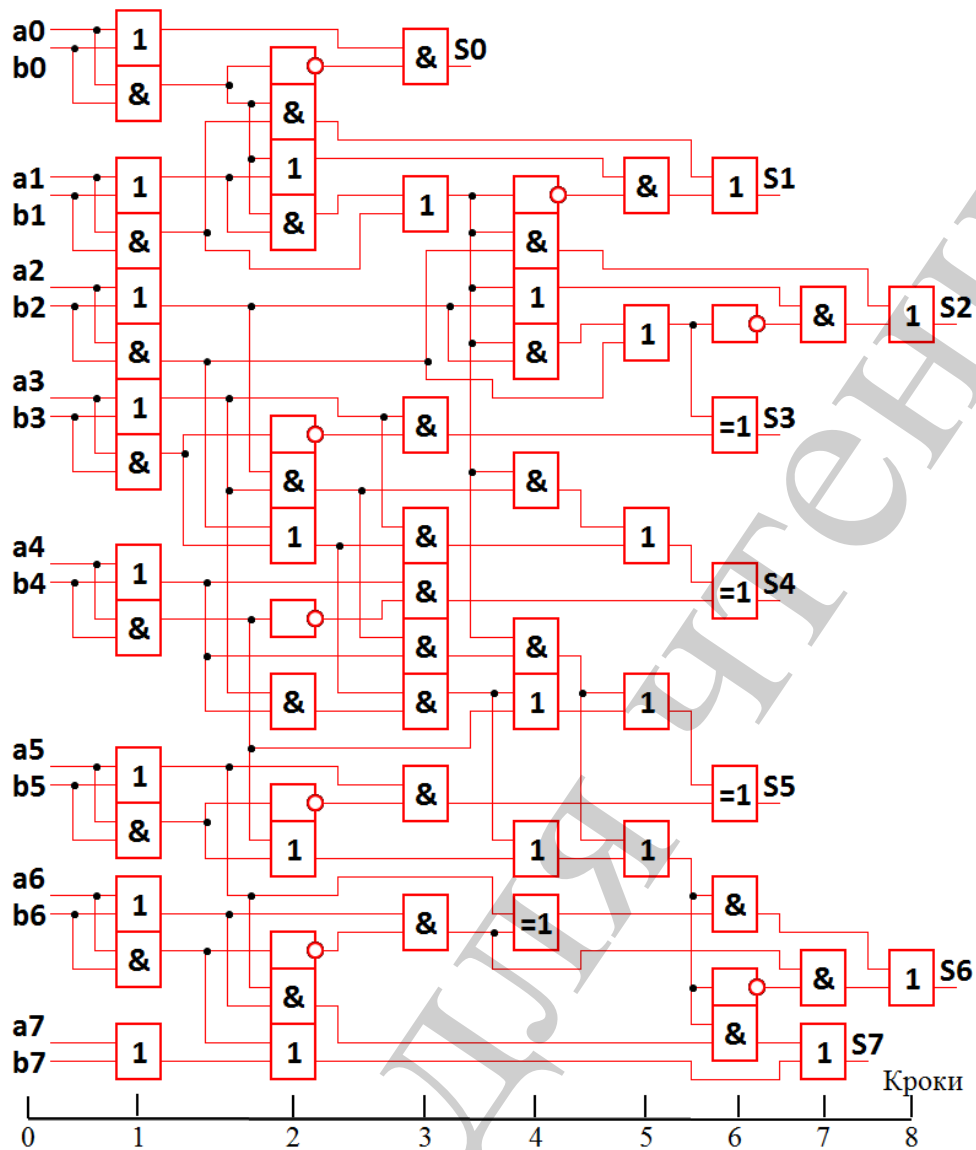 a0 1 & S0
b0 & &
a1 1 1 1 & 1 S1
b1 & & &
a2 1 1 & 1 S2
b2 & & 1
a3 1 & =1 S3
b3 & & &
1 & 1
a4 1 & =1 S4
b4 & & &
& & 1 1
a5 1 & =1 S5
b5 & 1 1 1
a6 1 & =1 &
b6 & & & 1 S6
a7 1 1 & 1 S7
b7
Кроки
0 1 2 3 4 5 6 7 8
для чтени